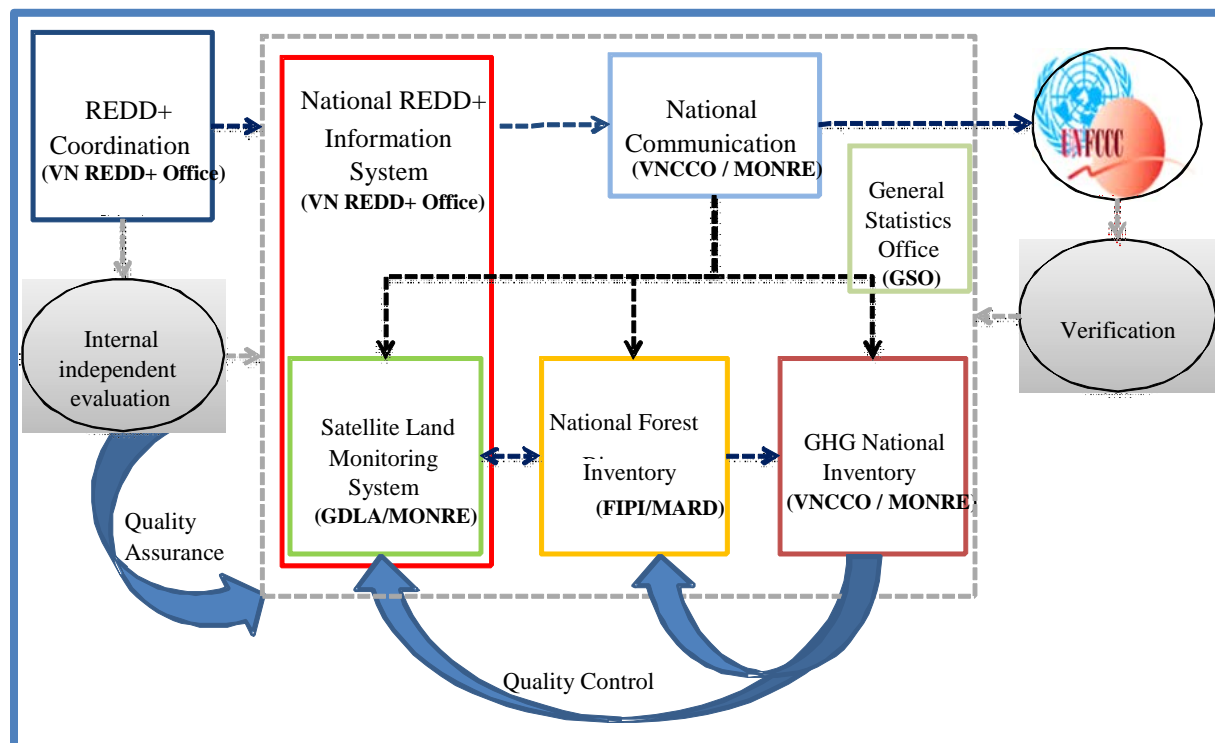 REDD+
Coordination
(VN REDD+ Office)
National REDD+
Information
System
(VN REDD+ Office)
National
Communication
(VNCCO / MONRE)
UNFCCC
General
Statistics
Office
(GSO)
Internal
independent
evaluation
Verification
Satellite Land
Monitoring
System
(GDLA/MONRE)
National Forest
Inventory
(FIPI/MARD)
GHG National
Inventory
(VNCCO / MONRE)
Quality
Assurance
Quality Control